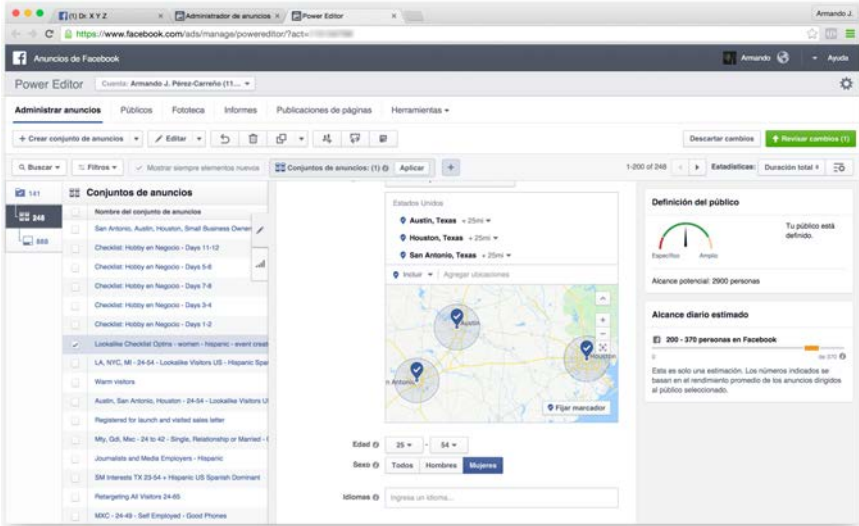 (1) Dr. X Y Z
Administrador de anuncios
Power Editor
Armando J.
https://www.facebook.com/ads/manage/powereditor/?act=
Anuncios de Facebook
Armando
Ayuda
Power Editor
Cuenta: Armando J. Pérez-Carreño (11...
Administrar anuncios
Públicos
Fototeca
Informes
Publicaciones de páginas
Herramientas
+ Crear conjunto de anuncios
Editar
Descartar cambios
Revisar cambios (1)
Buscar
Filtros
Mostrar siempre elementos nuevos
Conjuntos de anuncios: (1)
Aplicar
+
1-200 of 248
Estadísticas:
Duración total
141
248
888
Conjuntos de anuncios
Nombre del conjunto de anuncios
San Antonio, Austin, Houston, Small Business Owner
Checklist: Hobby en Negocio - Days 11-12
Checklist: Hobby en Negocio - Days 5-6
Checklist: Hobby en Negocio - Days 7-8
Checklist: Hobby en Negocio - Days 3-4
Checklist: Hobby en Negocio - Days 1-2
Lookalike Checklist Optins - women - hispanic - event creat
LA, NYC, MI - 24-54 - Lookalike Visitors US - Hispanic Spa
Warm visitors
Austin, San Antonio, Houston - 24-54 - Lookalike Visitors U
Registered for launch and visited sales letter
Mty, Gdl, Mxc - 24 to 42 - Single, Relationship or Married -
Journalists and Media Employers - Hispanic
SM Interests TX 23-54 + Hispanic US Spanish Dominant
Retargeting All Visitors 24-65
MXC - 24-49 - Self Employed - Good Phones
Estados Unidos
Austin, Texas + 25mi
Houston, Texas + 25mi
San Antonio, Texas + 25mi
Incluir
Agregar ubicaciones
Austin
Houston
n Antonio
+
−
Fijar marcador
Edad
25 - 54
Sexo
Todos
Hombres
Mujeres
Idiomas
Ingresa un idioma...
Definición del público
Tu público está
definido.
Específico
Amplio
Alcance potencial: 2900 personas
Alcance diario estimado
200 - 370 personas en Facebook
0
de 370
Esta es solo una estimación. Los números indicados se
basan en el rendimiento promedio de los anuncios dirigidos
al público seleccionado.